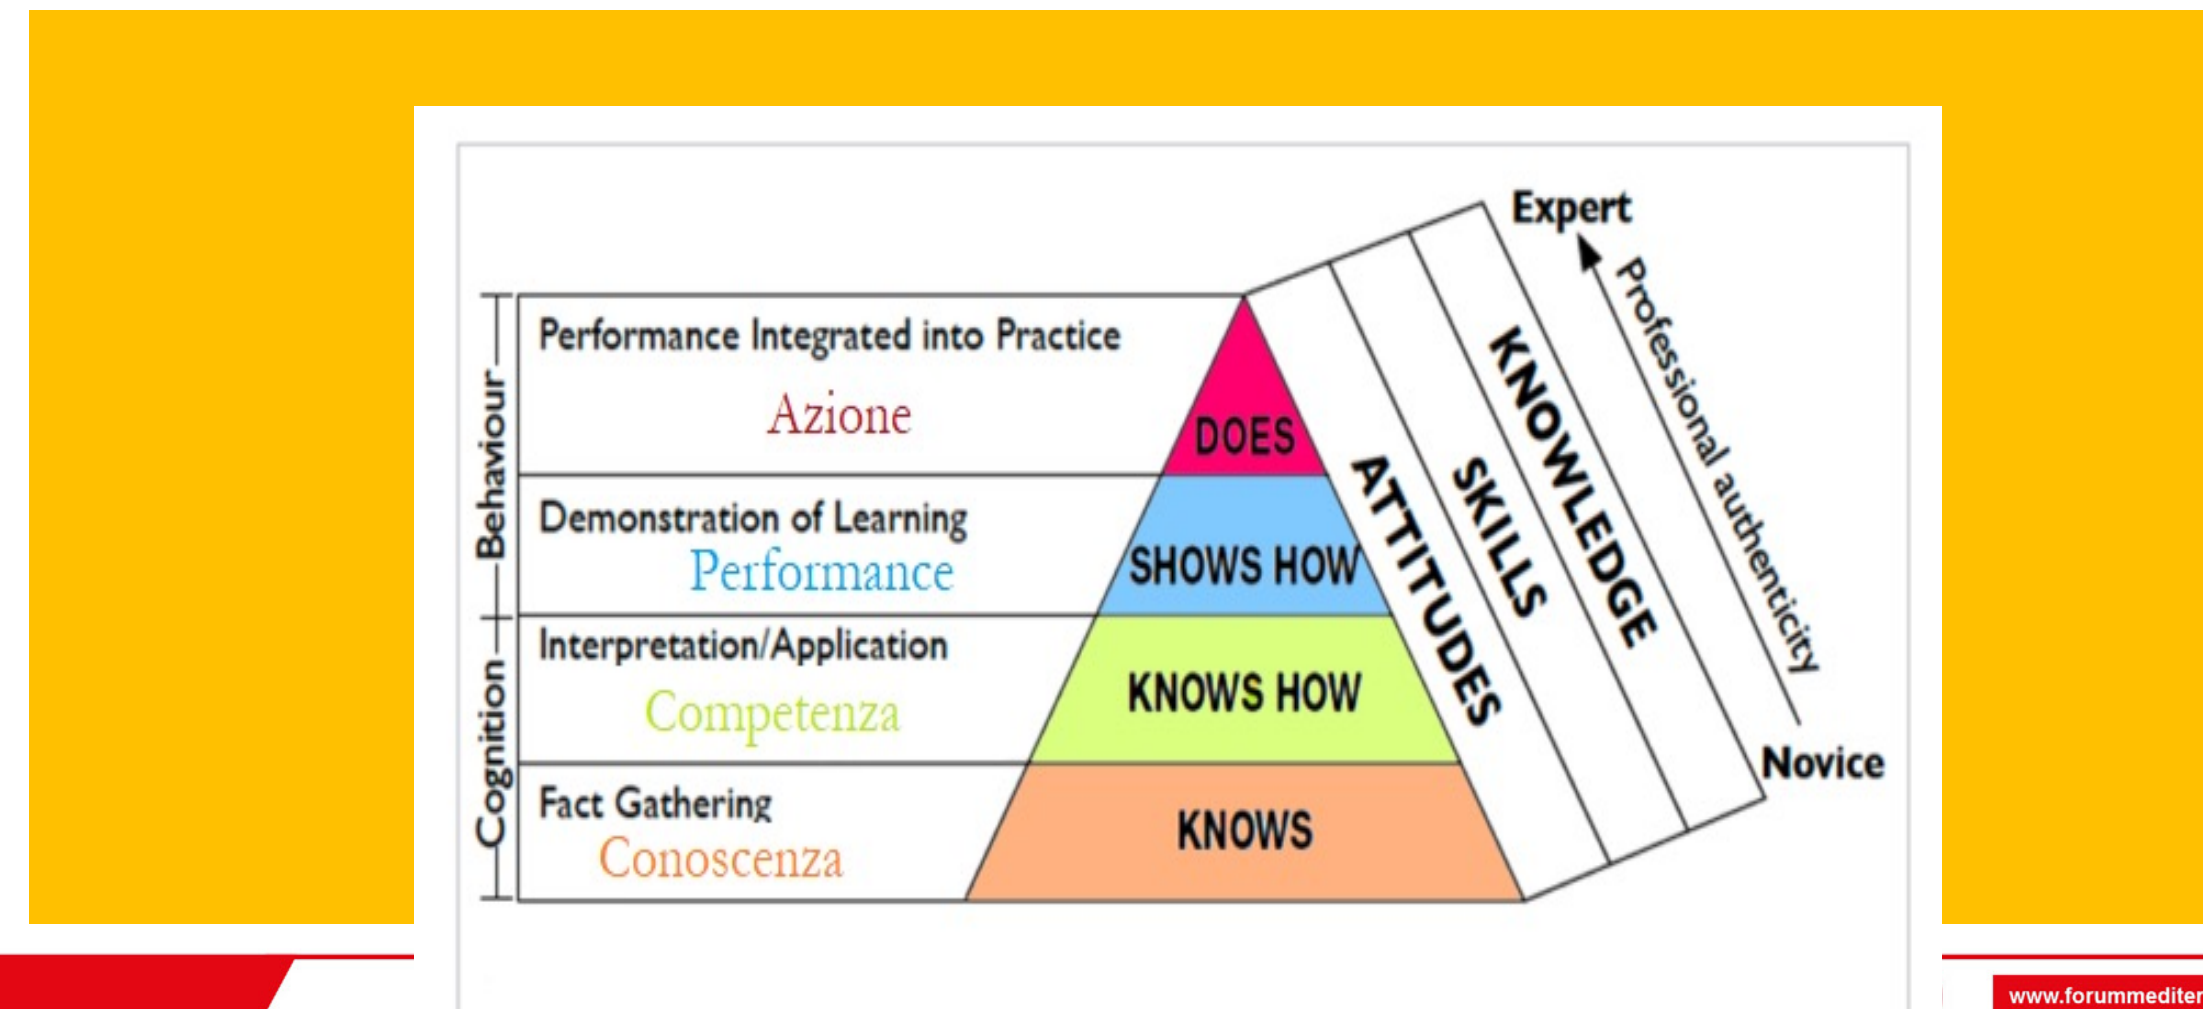 Expert
Professional authenticity
Novice
Behaviour
Cognition
Performance Integrated into Practice
Azione
DOES
Demonstration of Learning
Performance
SHOWS HOW
Interpretation/Application
Competenza
KNOWS HOW
Fact Gathering
Conoscenza
KNOWS
ATTITUDES
SKILLS
KNOWLEDGE
www.forummediter